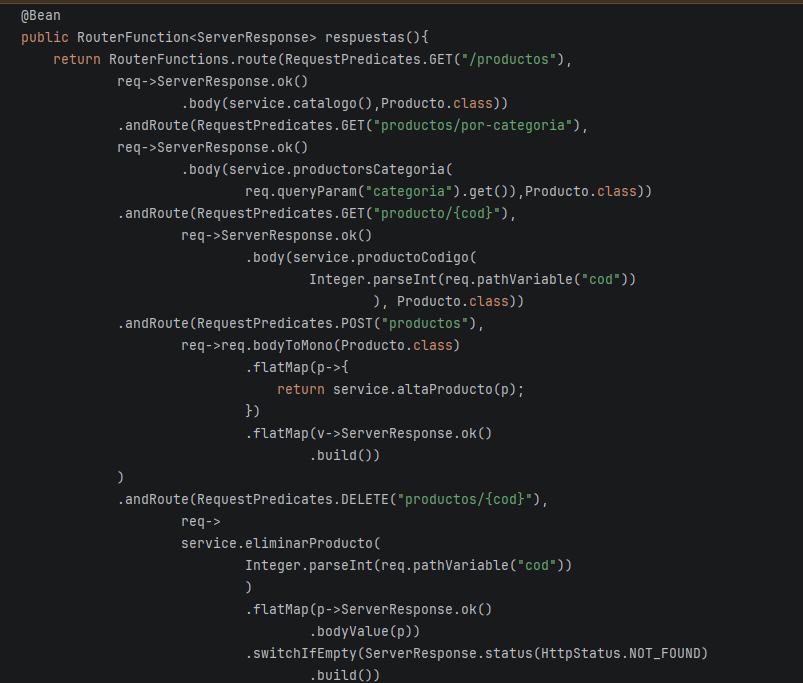 @Bean
public RouterFunction<ServerResponse> respuestas(){
return RouterFunctions.route(RequestPredicates.GET("/productos"),
req->ServerResponse.ok()
.body(service.catalogo(),Producto.class))
.andRoute(RequestPredicates.GET("productos/por-categoria"),
req->ServerResponse.ok()
.body(service.productorsCategoria(
req.queryParam("categoria").get()),Producto.class))
.andRoute(RequestPredicates.GET("producto/{cod}"),
req->ServerResponse.ok()
.body(service.productoCodigo(
Integer.parseInt(req.pathVariable("cod"))
), Producto.class))
.andRoute(RequestPredicates.POST("productos"),
req->req.bodyToMono(Producto.class)
.flatMap(p->{
return service.altaProducto(p);
})
.flatMap(v->ServerResponse.ok()
.build())
)
.andRoute(RequestPredicates.DELETE("productos/{cod}"),
req->
service.eliminarProducto(
Integer.parseInt(req.pathVariable("cod"))
)
.flatMap(p->ServerResponse.ok()
.bodyValue(p))
.switchIfEmpty(ServerResponse.status(HttpStatus.NOT_FOUND)
.build())